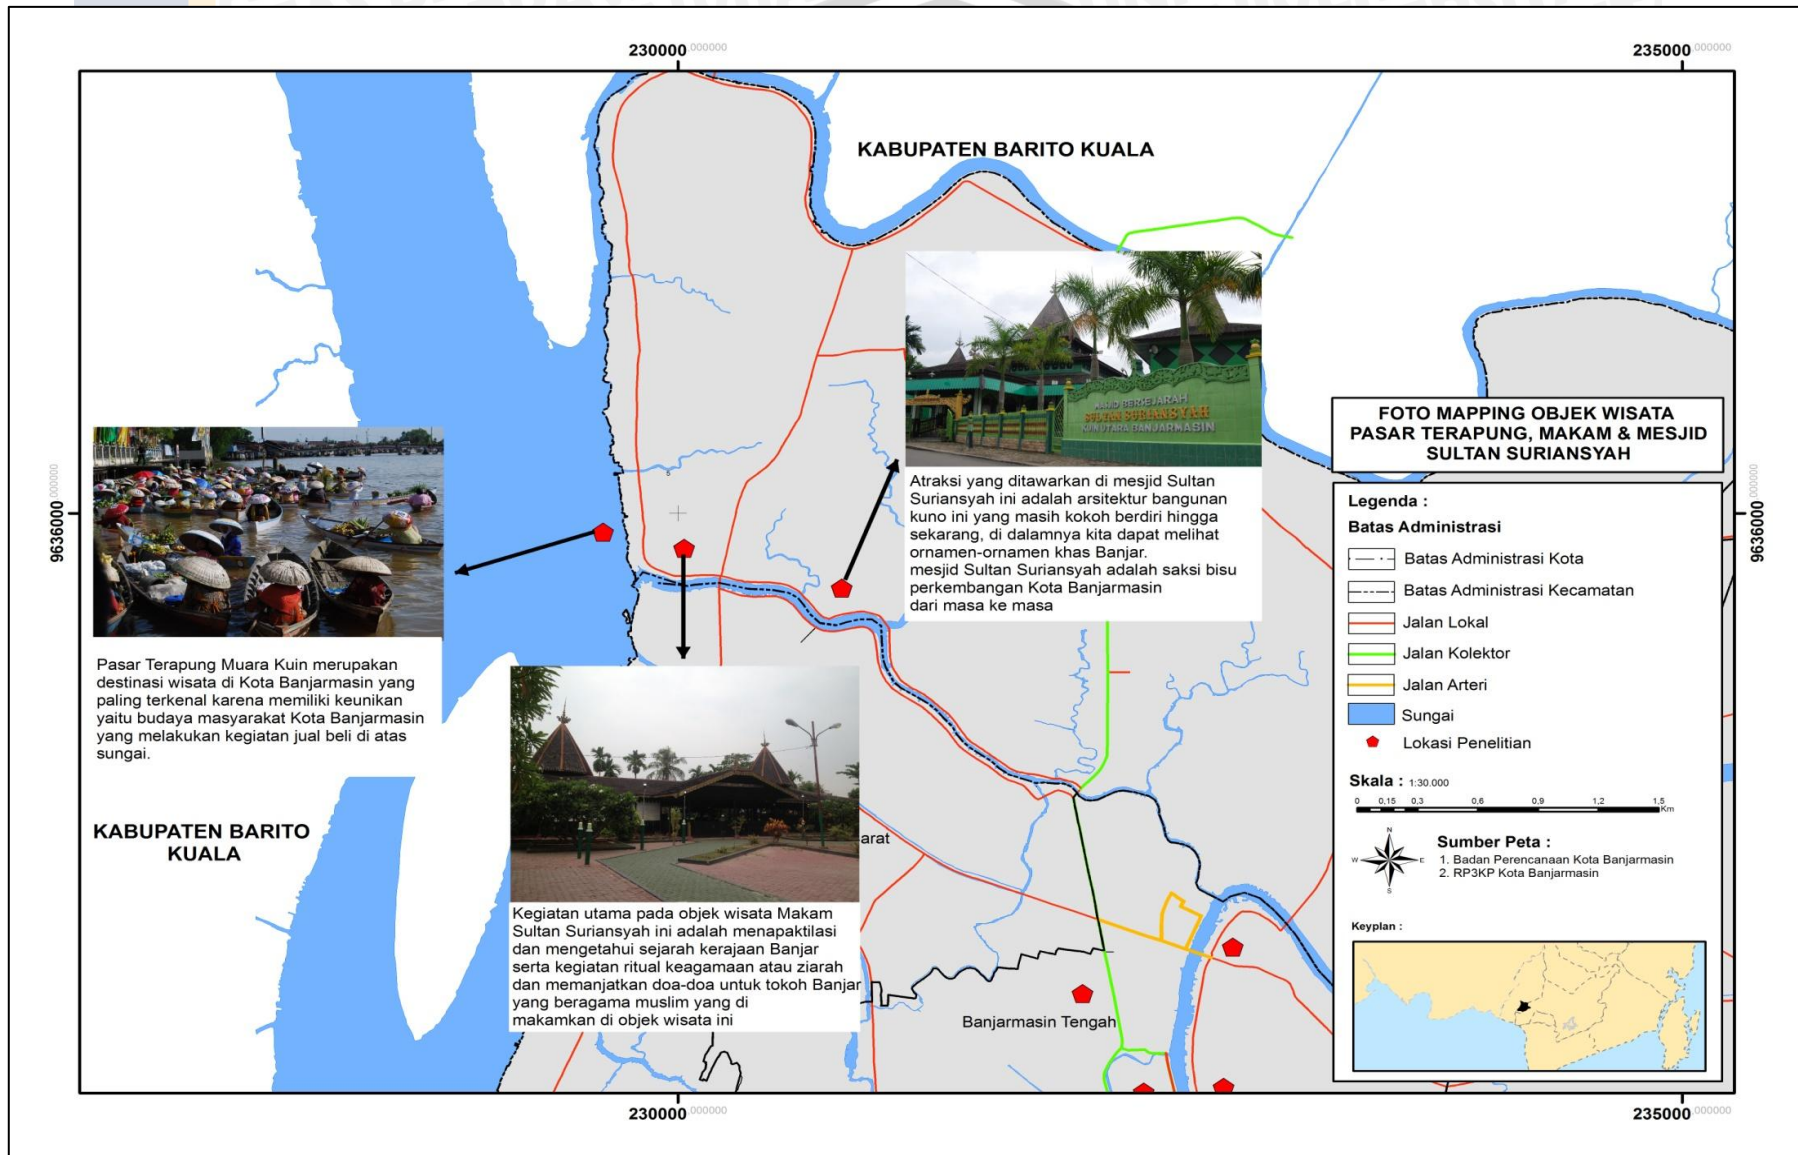 230000.000000
235000.000000
KABUPATEN BARITO KUALA
MASJID BERSEJARAH
SULTAN SURIANSYAH
KUIN UTARA BANJARMASIN
Atraksi yang ditawarkan di mesjid Sultan
Suriansyah ini adalah arsitektur bangunan
kuno ini yang masih kokoh berdiri hingga
sekarang, di dalamnya kita dapat melihat
ornamen-ornamen khas Banjar.
mesjid Sultan Suriansyah adalah saksi bisu
perkembangan Kota Banjarmasin
dari masa ke masa
9636000.000000
Pasar Terapung Muara Kuin merupakan
destinasi wisata di Kota Banjarmasin yang
paling terkenal karena memiliki keunikan
yaitu budaya masyarakat Kota Banjarmasin
yang melakukan kegiatan jual beli di atas
sungai.
KABUPATEN BARITO
KUALA
arat
Kegiatan utama pada objek wisata Makam
Sultan Suriansyah ini adalah menapaktilasi
dan mengetahui sejarah kerajaan Banjar
serta kegiatan ritual keagamaan atau ziarah
dan memanjatkan doa-doa untuk tokoh Banjar
yang beragama muslim yang di
makamkan di objek wisata ini
Banjarmasin Tengah
FOTO MAPPING OBJEK WISATA
PASAR TERAPUNG, MAKAM & MESJID
SULTAN SURIANSYAH
Legenda :
Batas Administrasi
Batas Administrasi Kota
Batas Administrasi Kecamatan
Jalan Lokal
Jalan Kolektor
Jalan Arteri
Sungai
Lokasi Penelitian
Skala : 1:30.000
0 0,15 0,3 0,6 0,9 1,2 1,5
Km
N
W E
S
Sumber Peta :
1. Badan Perencanaan Kota Banjarmasin
2. RP3KP Kota Banjarmasin
Keyplan :
9636000.000000
230000.000000
235000.000000